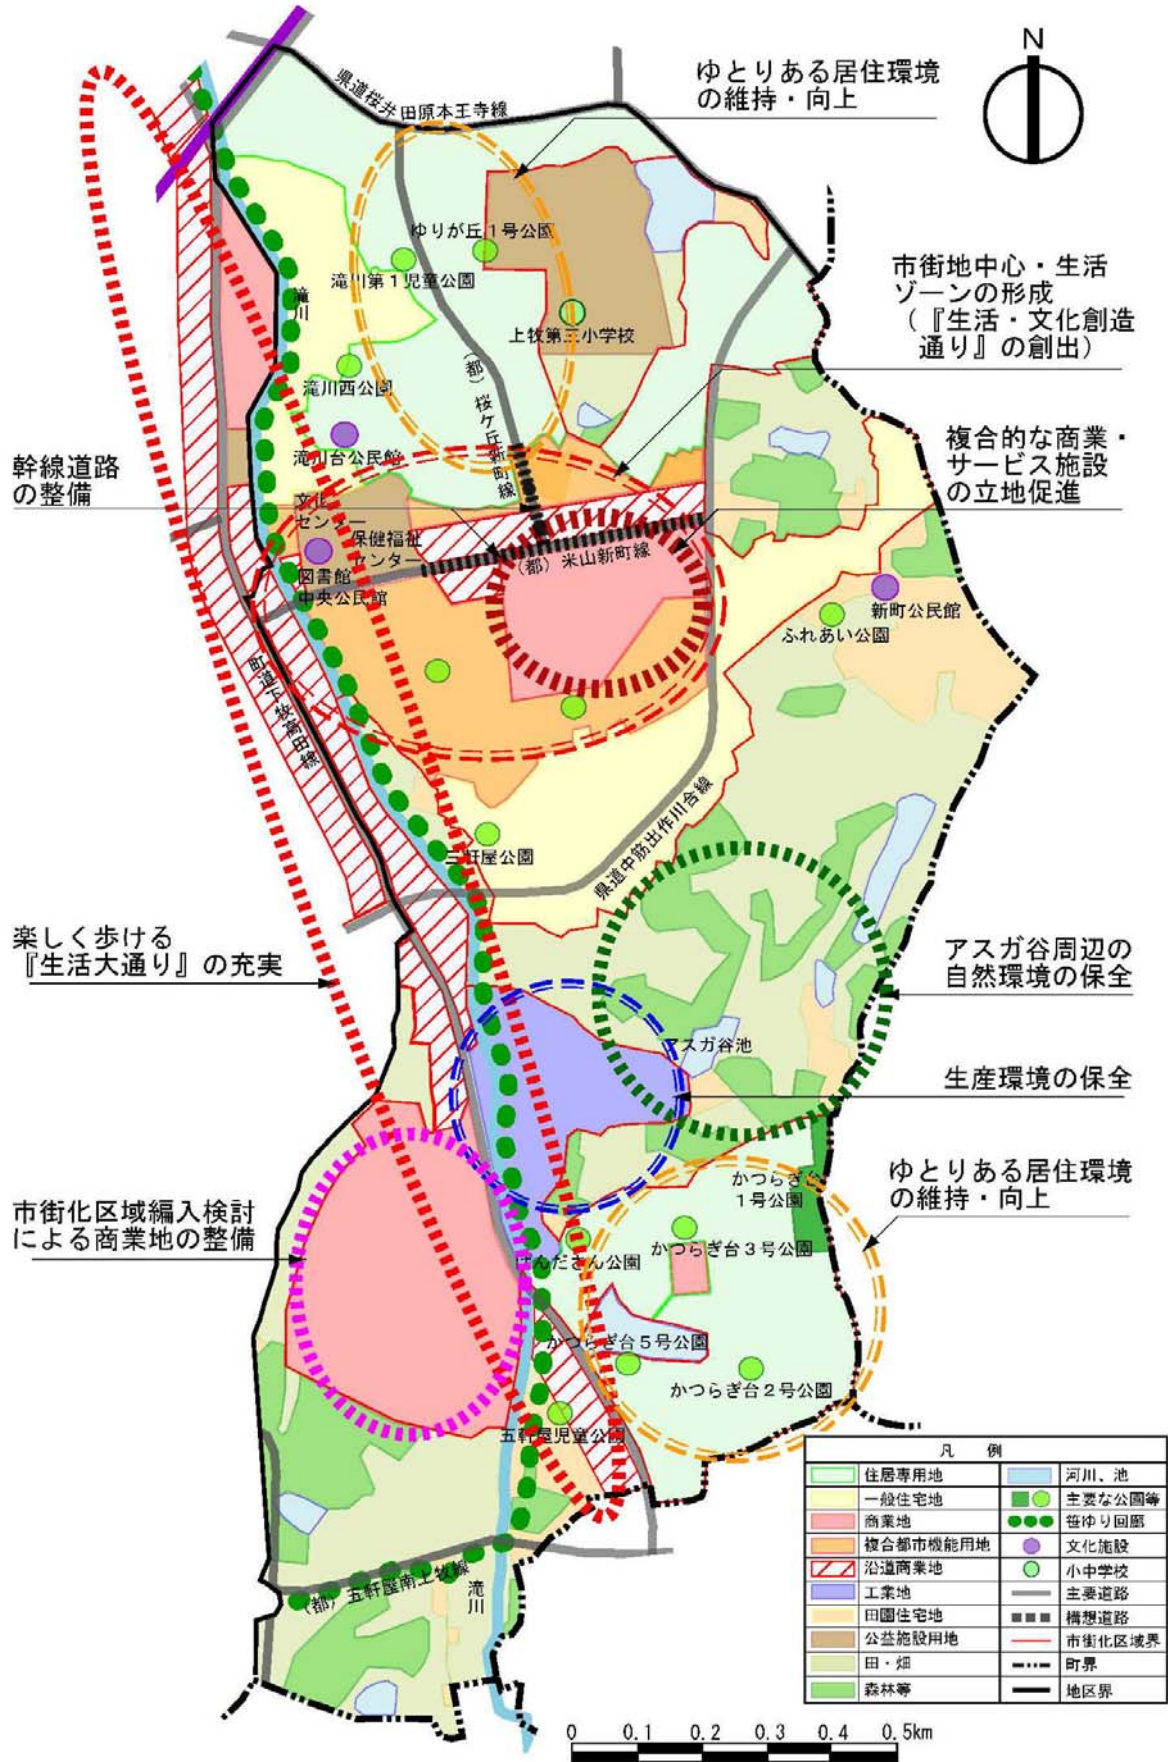 N
県道桜井田原本王寺線
ゆとりある居住環境
の維持・向上
ゆりが丘1号公園
滝川第1児童公園
滝川
上牧第三小学校
市街地中心・生活
ゾーンの形成
(『生活・文化創造
通り』の創出)
滝川西公園
(都)桜ケ丘新町線
滝川台公民館
複合的な商業・
サービス施設
の立地促進
幹線道路
の整備
文化
センター
保健福祉
センター
(都)米山新町線
図書館
中央公民館
新町公民館
ふれあい公園
町道下牧高田線
三軒屋公園
県道中筋出作川合線
楽しく歩ける
『生活大通り』の充実
アスガ谷周辺の
自然環境の保全
アスガ谷池
生産環境の保全
かつらぎ台
1号公園
ゆとりある居住環境
の維持・向上
市街化区域編入検討
による商業地の整備
かつらぎ台3号公園
かつらぎ台5号公園
かつらぎ台2号公園
五軒屋児童公園
(都)五軒屋南上牧線
滝川
凡 例
住居専用地
一般住宅地
商業地
複合都市機能用地
沿道商業地
工業地
田園住宅地
公益施設用地
田・畑
森林等
河川、池
主要な公園等
笹ゆり回廊
文化施設
小中学校
主要道路
構想道路
市街化区域界
町界
地区界
0 0.1 0.2 0.3 0.4 0.5km